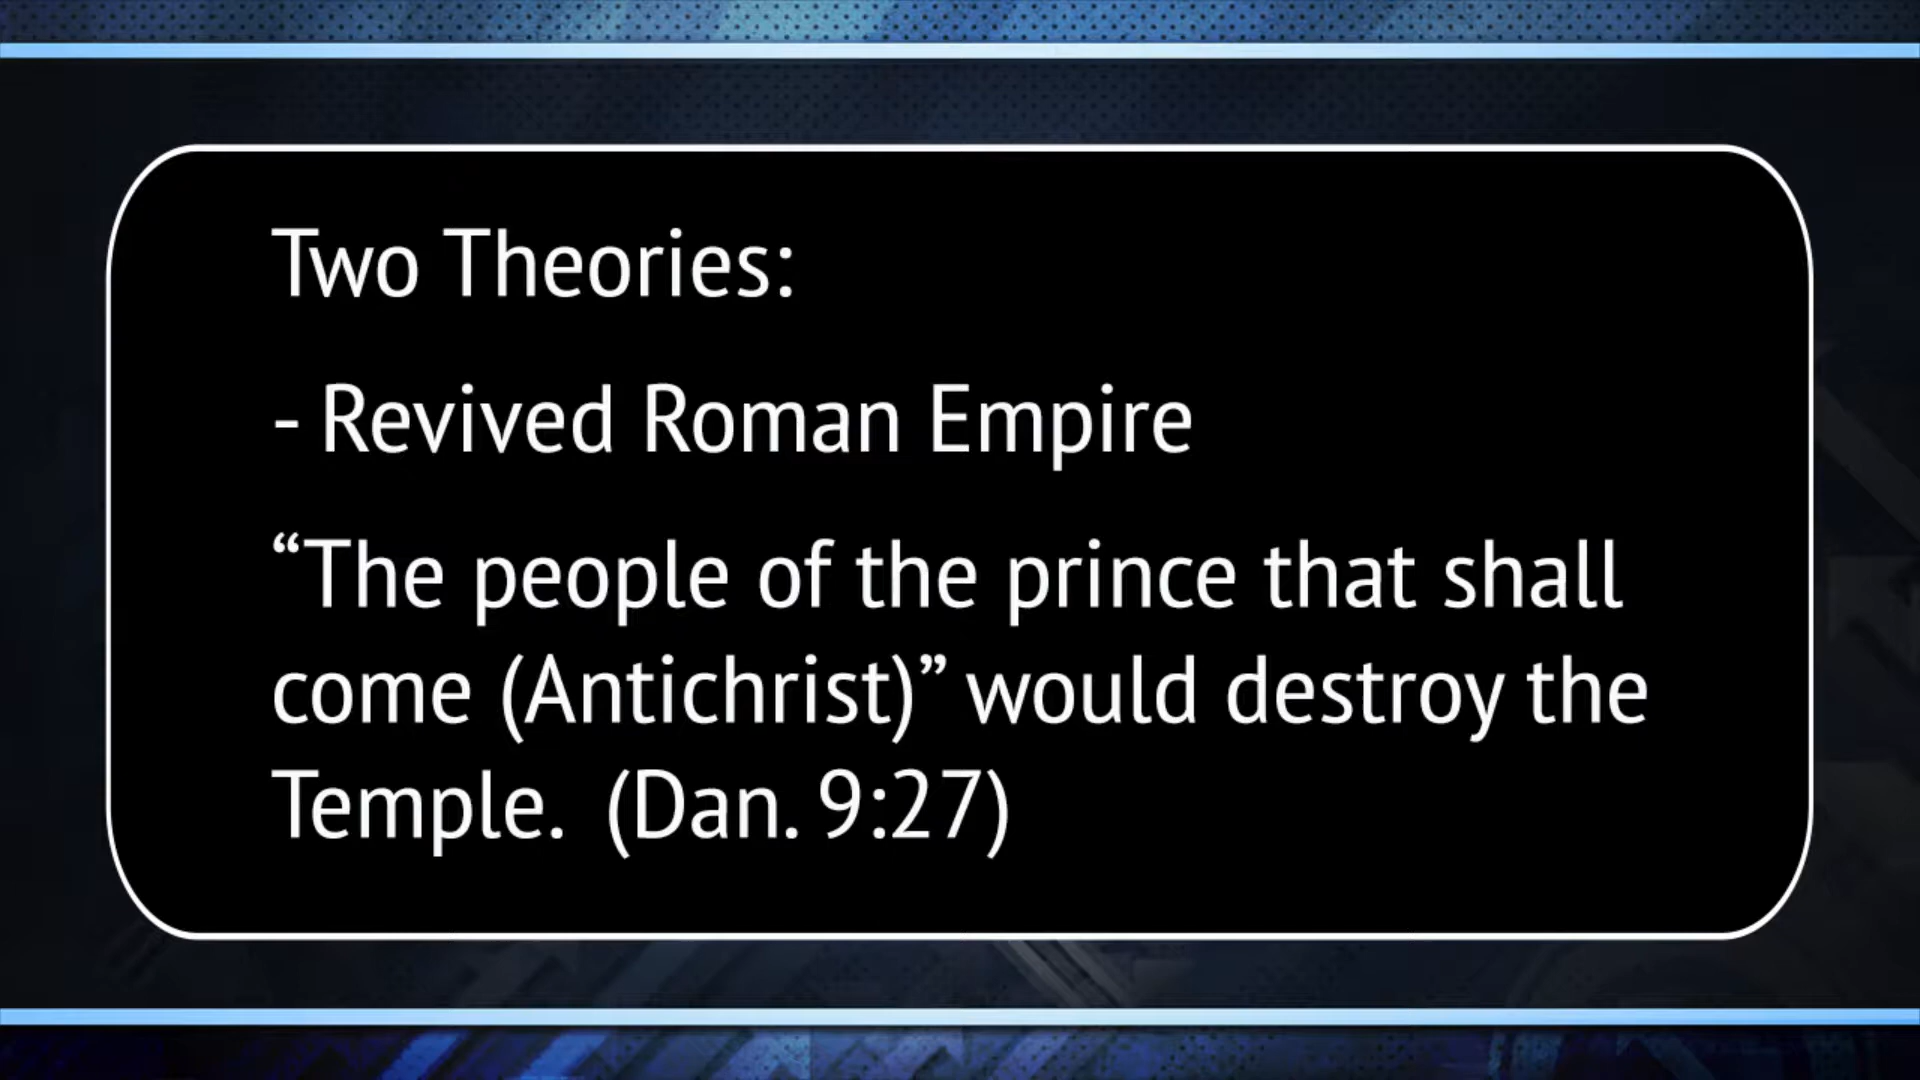 Two Theories:
- Revived Roman Empire
“The people of the prince that shall
come (Antichrist)” would destroy the
Temple.  (Dan. 9:27)